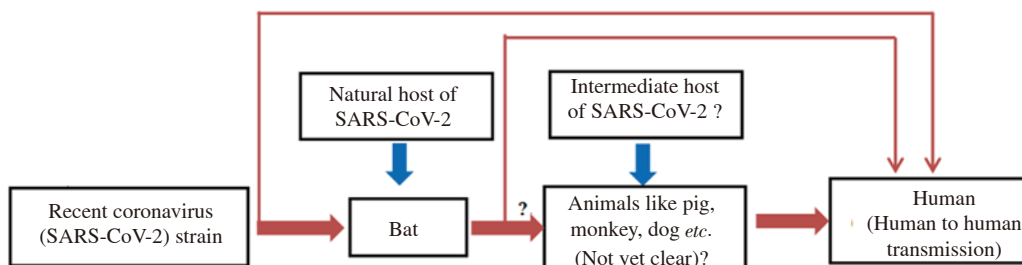 Natural host of
SARS-CoV-2
Intermediate host
of SARS-CoV-2 ?
Recent coronavirus
(SARS-CoV-2) strain
Bat
?
Animals like pig,
monkey, dog etc.
(Not yet clear)?
Human
(Human to human
transmission)